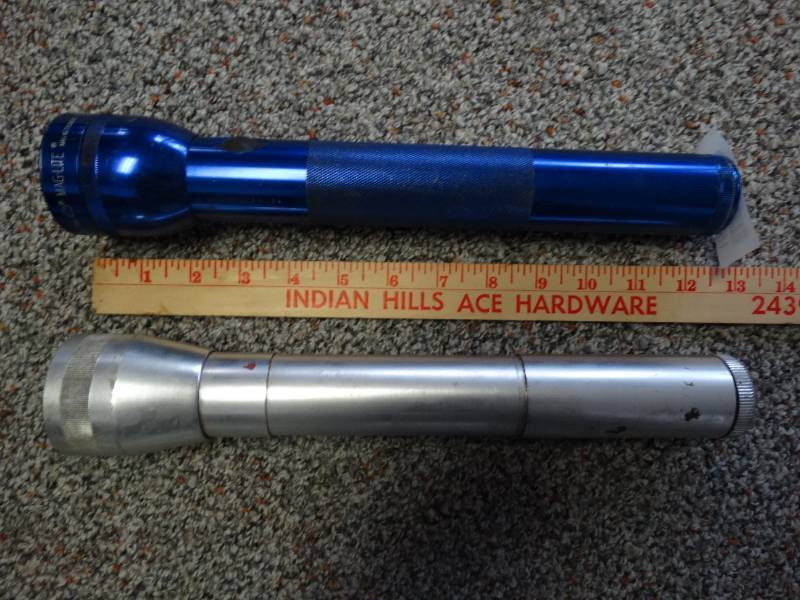 MAG-LITE ®
1 2 3 4 5 6 7 8 9 10 11 12 13 14
INDIAN HILLS ACE HARDWARE 243